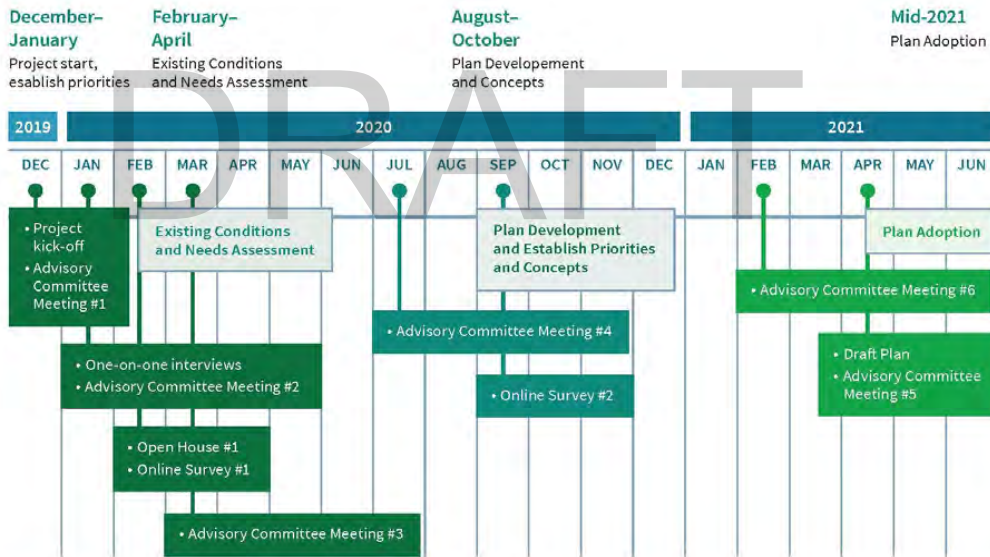 December–
January
Project start,
esablish priorities
February–
April
Existing Conditions
and Needs Assessment
August–
October
Plan Developement
and Concepts
Mid-2021
Plan Adoption
DRAFT
2019
2020
2021
DEC JAN FEB MAR APR MAY JUN JUL AUG SEP OCT NOV DEC JAN FEB MAR APR MAY JUN
• Project
kick-off
• Advisory
Committee
Meeting #1
Existing Conditions
and Needs Assessment
Plan Development
and Establish Priorities
and Concepts
Plan Adoption
• Advisory Committee Meeting #6
• Advisory Committee Meeting #4
• One-on-one interviews
• Advisory Committee Meeting #2
• Draft Plan
• Advisory Committee
Meeting #5
• Online Survey #2
• Open House #1
• Online Survey #1
• Advisory Committee Meeting #3